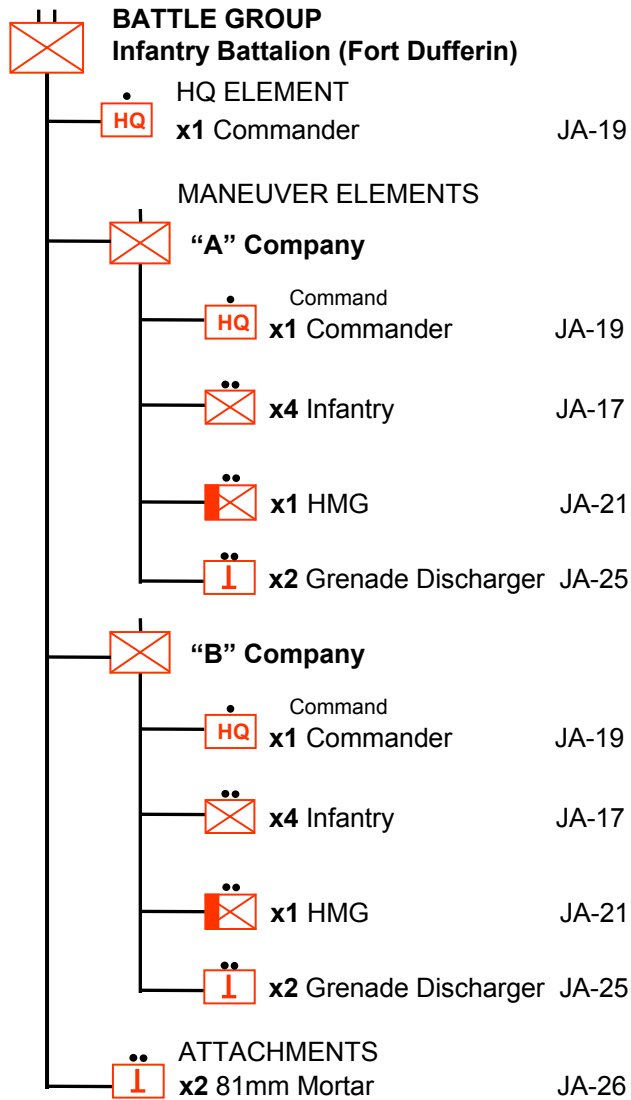 BATTLE GROUP
Infantry Battalion (Fort Dufferin)
HQ ELEMENT
HQ x1 Commander JA-19
MANEUVER ELEMENTS
“A” Company
Command
HQ x1 Commander JA-19
x4 Infantry JA-17
x1 HMG JA-21
x2 Grenade Discharger JA-25
“B” Company
Command
HQ x1 Commander JA-19
x4 Infantry JA-17
x1 HMG JA-21
x2 Grenade Discharger JA-25
ATTACHMENTS
x2 81mm Mortar JA-26